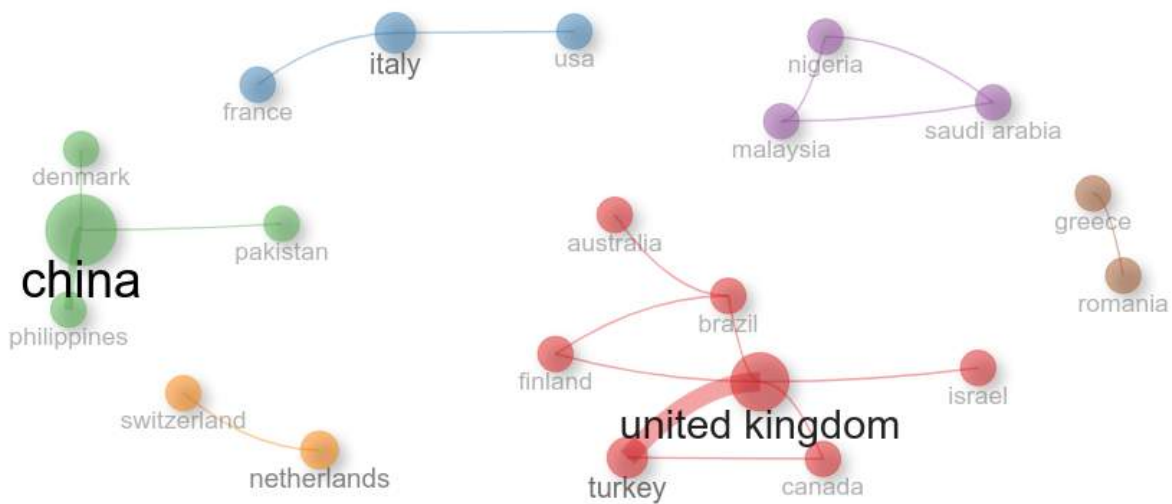 italy
usa
nigeria
france
saudi arabia
malaysia
denmark
greece
australia
pakistan
china
romania
brazil
philippines
finland
israel
switzerland
united kingdom
netherlands
turkey
canada